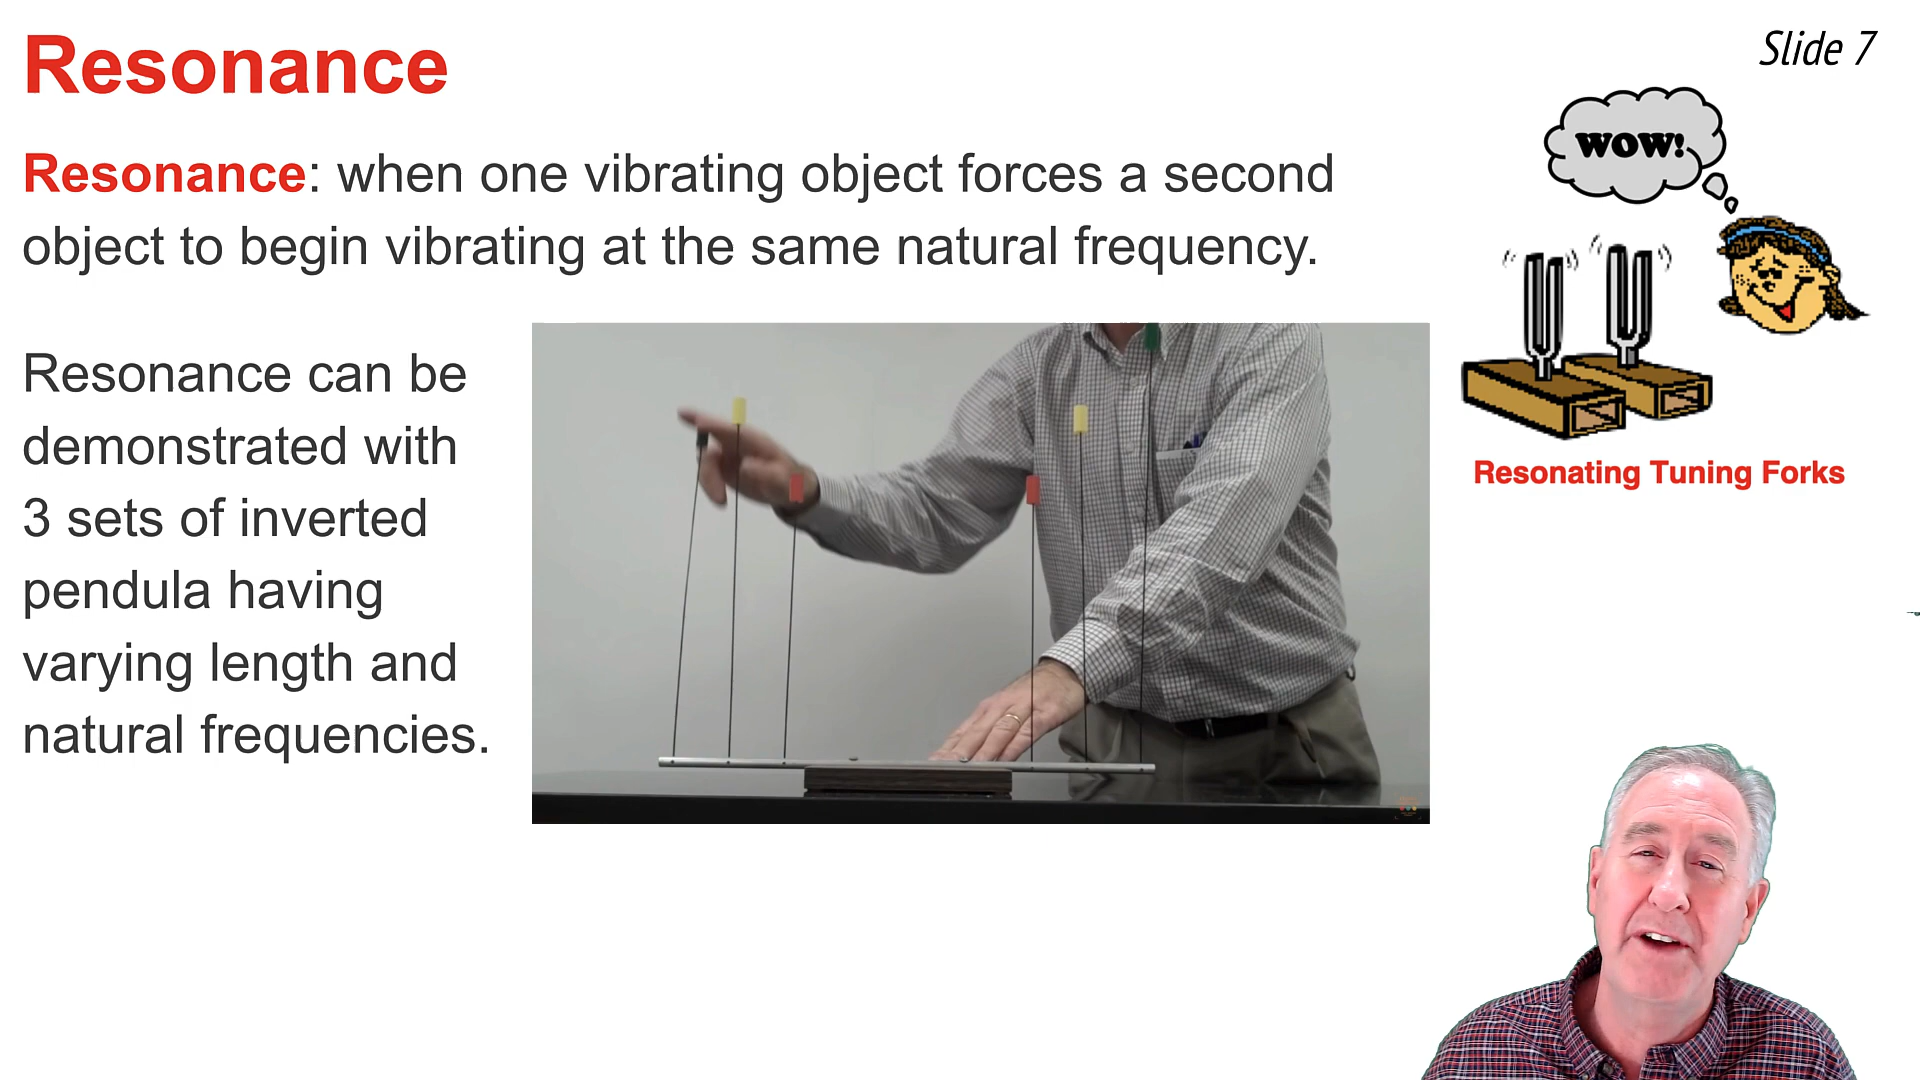 Resonance
Slide 7
Resonance: when one vibrating object forces a second
object to begin vibrating at the same natural frequency.
WOW!
Resonance can be
demonstrated with
3 sets of inverted
pendula having
varying length and
natural frequencies.
Resonating Tuning Forks